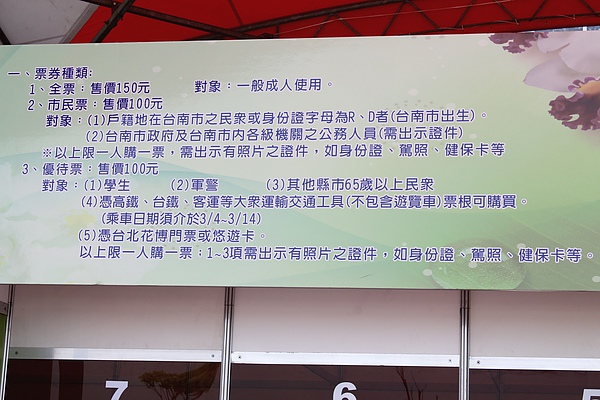 一、票券種類:
1、全票：售價150元 對象：一般成人使用。
2、市民票：售價100元
對象：(1)戶籍地在台南市之民眾或身份證字母為R、D者(台南市出生)。
(2)台南市政府及台南市內各級機關之公務人員(需出示證件)
※以上限一人購一票，需出示有照片之證件，如身份證、駕照、健保卡等
3、優待票：售價100元
對象：(1)學生 (2)軍警 (3)其他縣市65歲以上民眾
(4)憑高鐵、台鐵、客運等大眾運輸交通工具(不包含遊覽車)票根可購買。
(乘車日期須介於3/4~3/14)
(5)憑台北花博門票或悠遊卡。
以上限一人購一票；1~3項需出示有照片之證件，如身份證、駕照、健保卡等。
7 6